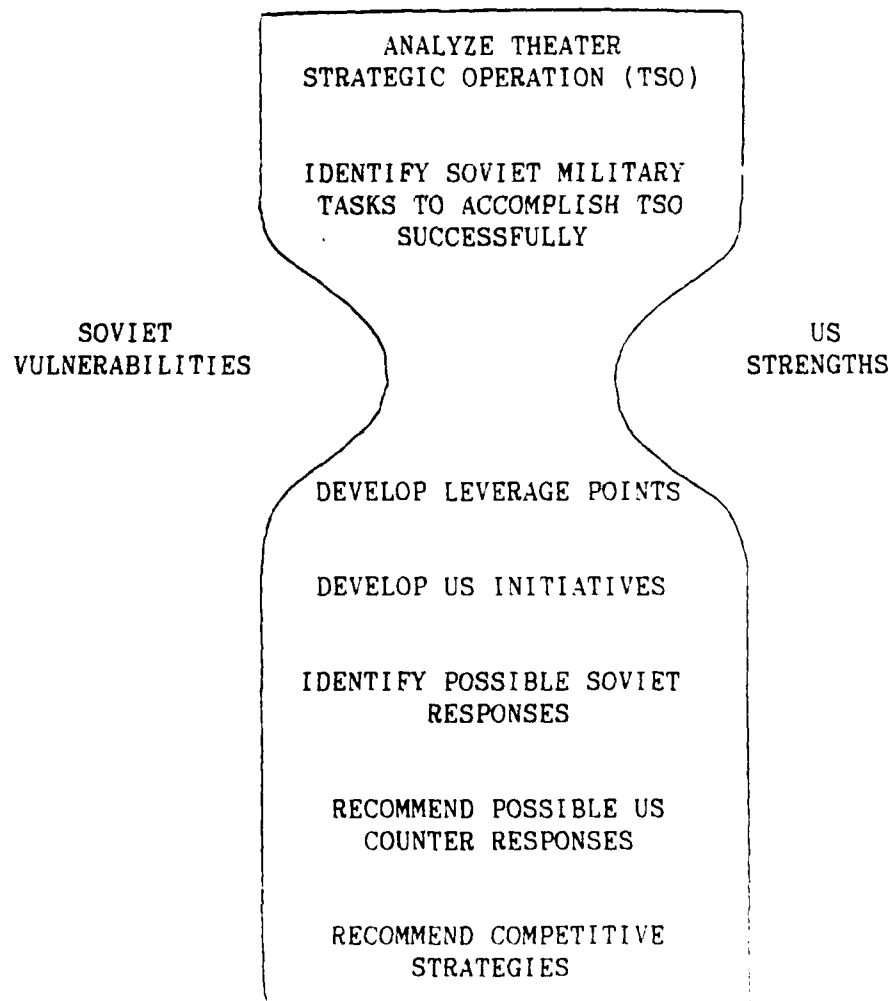 ANALYZE THEATER
STRATEGIC OPERATION (TSO)
IDENTIFY SOVIET MILITARY
TASKS TO ACCOMPLISH TSO
SUCCESSFULLY
SOVIET
VULNERABILITIES
US
STRENGTHS
DEVELOP LEVERAGE POINTS
DEVELOP US INITIATIVES
IDENTIFY POSSIBLE SOVIET
RESPONSES
RECOMMEND POSSIBLE US
COUNTER RESPONSES
RECOMMEND COMPETITIVE
STRATEGIES